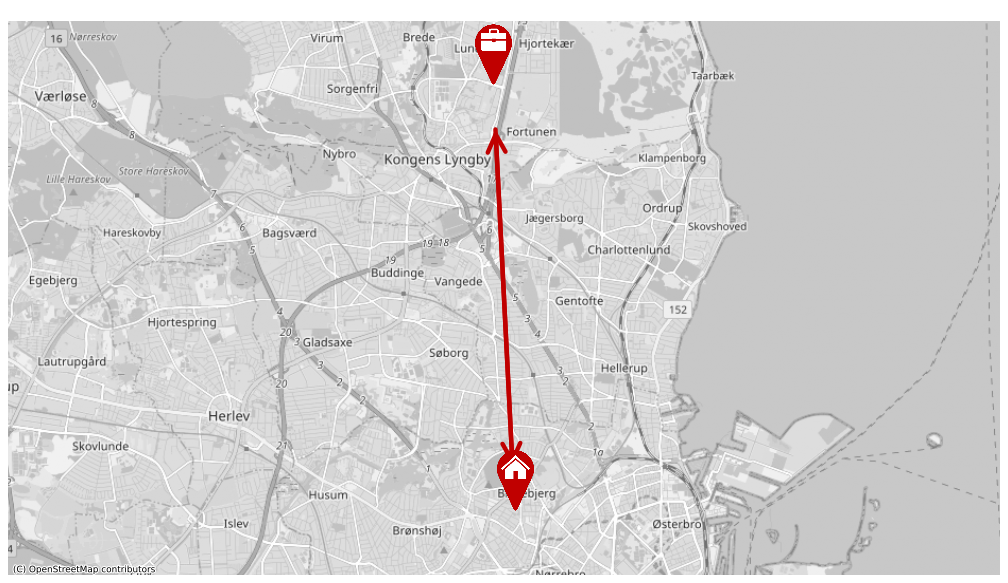 16
Nørreskov
Virum
Brede
Lun
Hjortekær
Taarbæk
Værløse
8
Sorgenfri
8
Fortunen
Nybro
Kongens Lyngby
Klampenborg
Store Hareskov
Lille Hareskov
7
Ordrup
Jægersborg
Skovshoved
Hareskovby
Bagsværd
6
6
19 18
5
5
Charlottenlund
19
Buddinge
Vangede
Egebjerg
5
Gentofte
152
4
3
Hjortespring
20
3
Gladsaxe
4
Søborg
Lautrupgård
3
2
3
2
Hellerup
20
2
up
Herlev
2
Skovlunde
21
1a
1
Husum
B ebjerg
Islev
Brønshøj
Østerbro
4
Nørrebro
(C) OpenStreetMap contributors